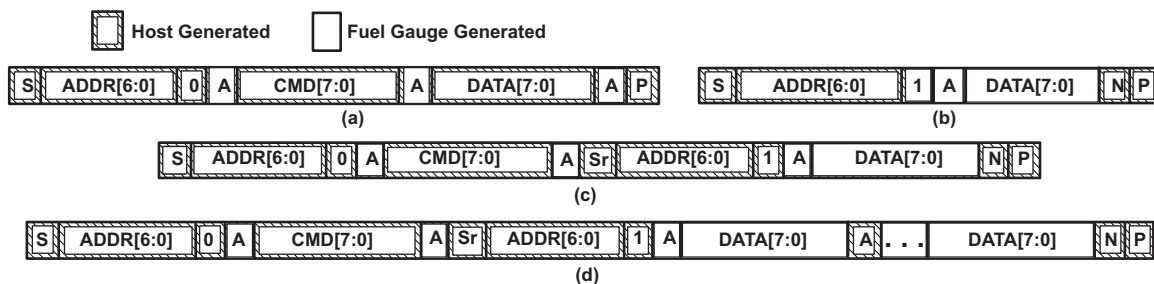 Host Generated Fuel Gauge Generated
S ADDR[6:0] 0 A CMD[7:0] A DATA[7:0] A P S ADDR[6:0] 1 A DATA[7:0] N P
(a) (b)
S ADDR[6:0] 0 A CMD[7:0] A Sr ADDR[6:0] 1 A DATA[7:0] N P
(c)
S ADDR[6:0] 0 A CMD[7:0] A Sr ADDR[6:0] 1 A DATA[7:0] A . . . DATA[7:0] N P
(d)